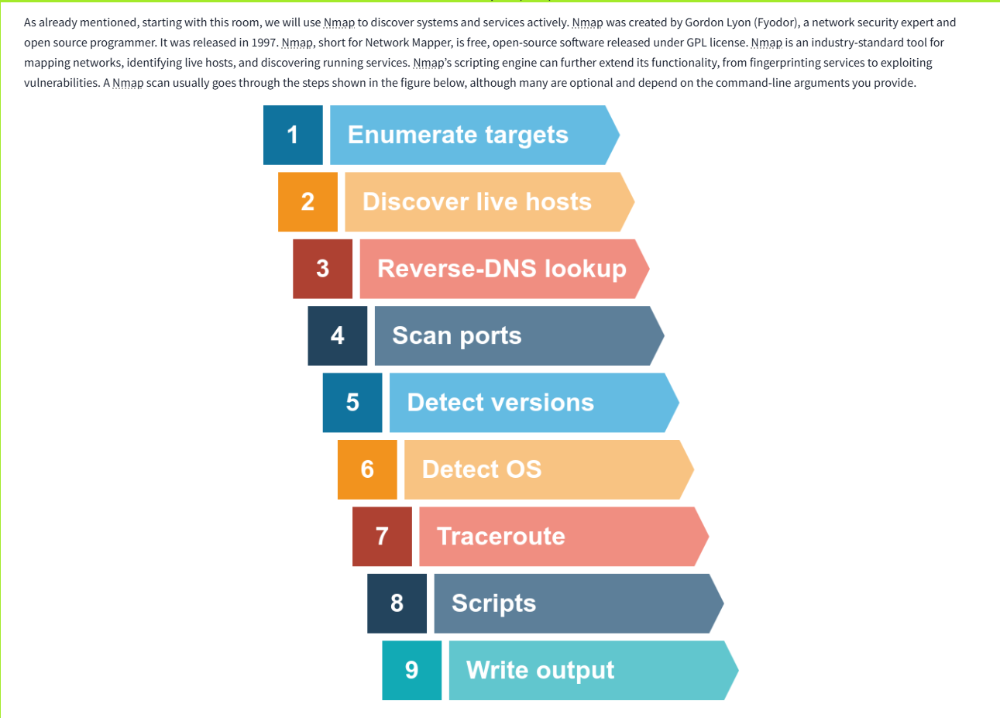 As already mentioned, starting with this room, we will use Nmap to discover systems and services actively. Nmap was created by Gordon Lyon (Fyodor), a network security expert and
open source programmer. It was released in 1997. Nmap, short for Network Mapper, is free, open-source software released under GPL license. Nmap is an industry-standard tool for
mapping networks, identifying live hosts, and discovering running services. Nmap’s scripting engine can further extend its functionality, from fingerprinting services to exploiting
vulnerabilities. A Nmap scan usually goes through the steps shown in the figure below, although many are optional and depend on the command-line arguments you provide.
1 Enumerate targets
2 Discover live hosts
3 Reverse-DNS lookup
4 Scan ports
5 Detect versions
6 Detect OS
7 Traceroute
8 Scripts
9 Write output